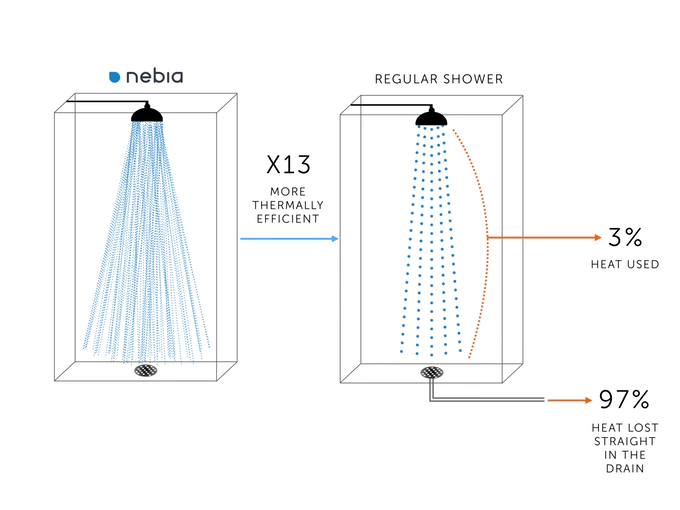 nebia
REGULAR SHOWER
X13
MORE
THERMALLY
EFFICIENT
3%
HEAT USED
97%
HEAT LOST
STRAIGHT
IN THE
DRAIN